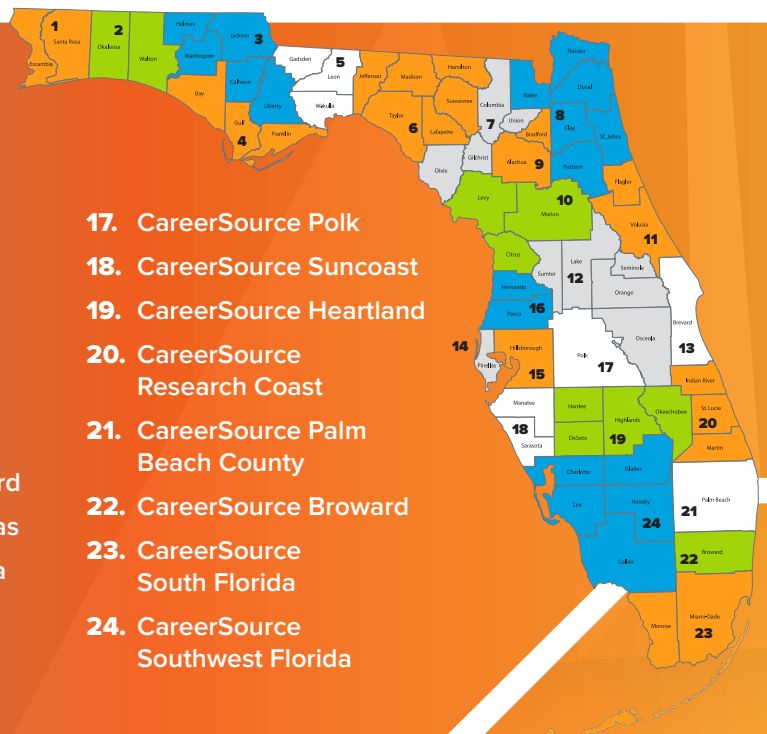 1
2
3
5
Holmes
Jackson
Santa Rosa
Okaloosa
Walton
Washington
Escambia
Gadsden
Leon
Jefferson
Madison
Hamilton
Nassau
Calhoun
Liberty
Wakulla
Bay
Gulf
Franklin
4
Taylor
6
Lafayette
Suwannee
Columbia
7
Union
Baker
Duval
8
Clay
St. Johns
Bradford
Putnam
Dixie
Gilchrist
Alachua
9
Flagler
Levy
10
Marion
Volusia
11
Citrus
Sumter
Lake
12
Seminole
Orange
Hernando
16
Pasco
Osceola
Brevard
13
14
Pinellas
Hillsborough
15
Polk
17
Indian River
Manatee
18
Sarasota
Hardee
DeSoto
Highlands
19
Okeechobee
St. Lucie
20
Martin
Charlotte
Glades
Lee
Hendry
24
Collier
Palm Beach
21
22
Broward
Monroe
Miami-Dade
23
17. CareerSource Polk
18. CareerSource Suncoast
19. CareerSource Heartland
20. CareerSource
Research Coast
21. CareerSource Palm
Beach County
22. CareerSource Broward
23. CareerSource
South Florida
24. CareerSource
Southwest Florida
rd
as
a